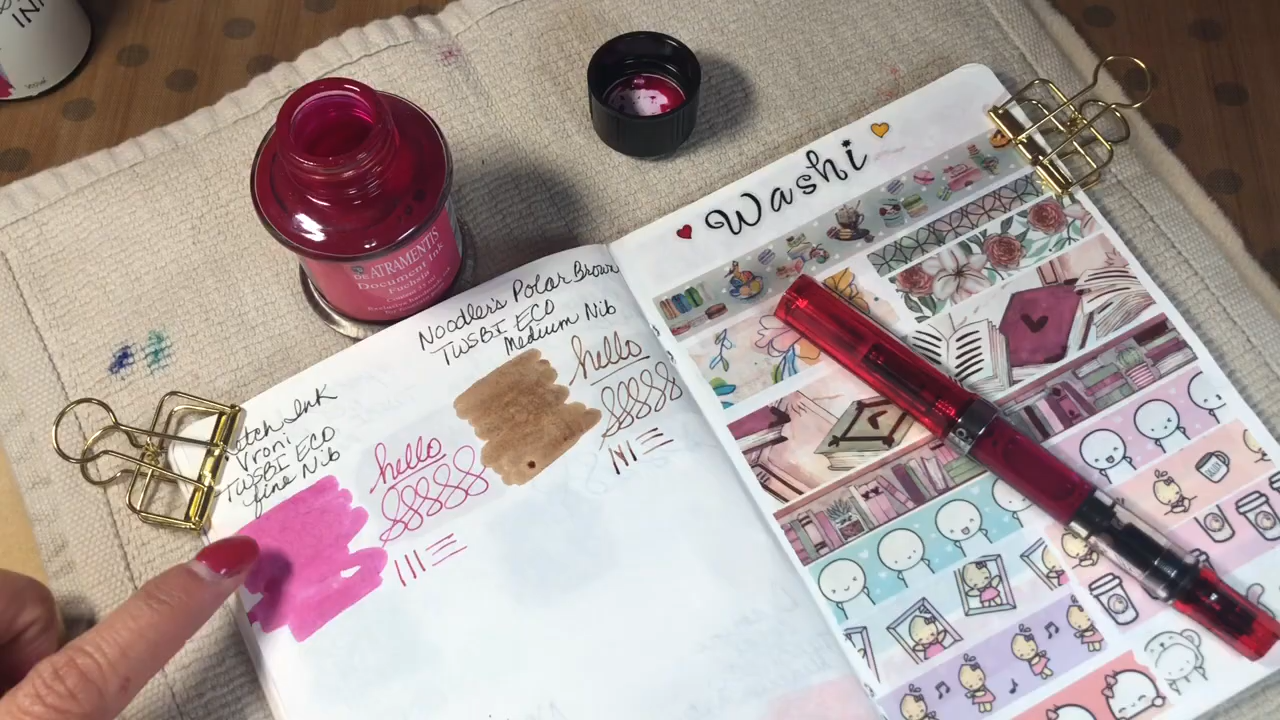 DE ATRAMENTIS
Document Ink
Fuchsia
Washi
Noodler's Polar Brown
TWSBI ECO
Medium Nib
hello
Ink
Vroni
TWSBI ECO
fine Nib
hello